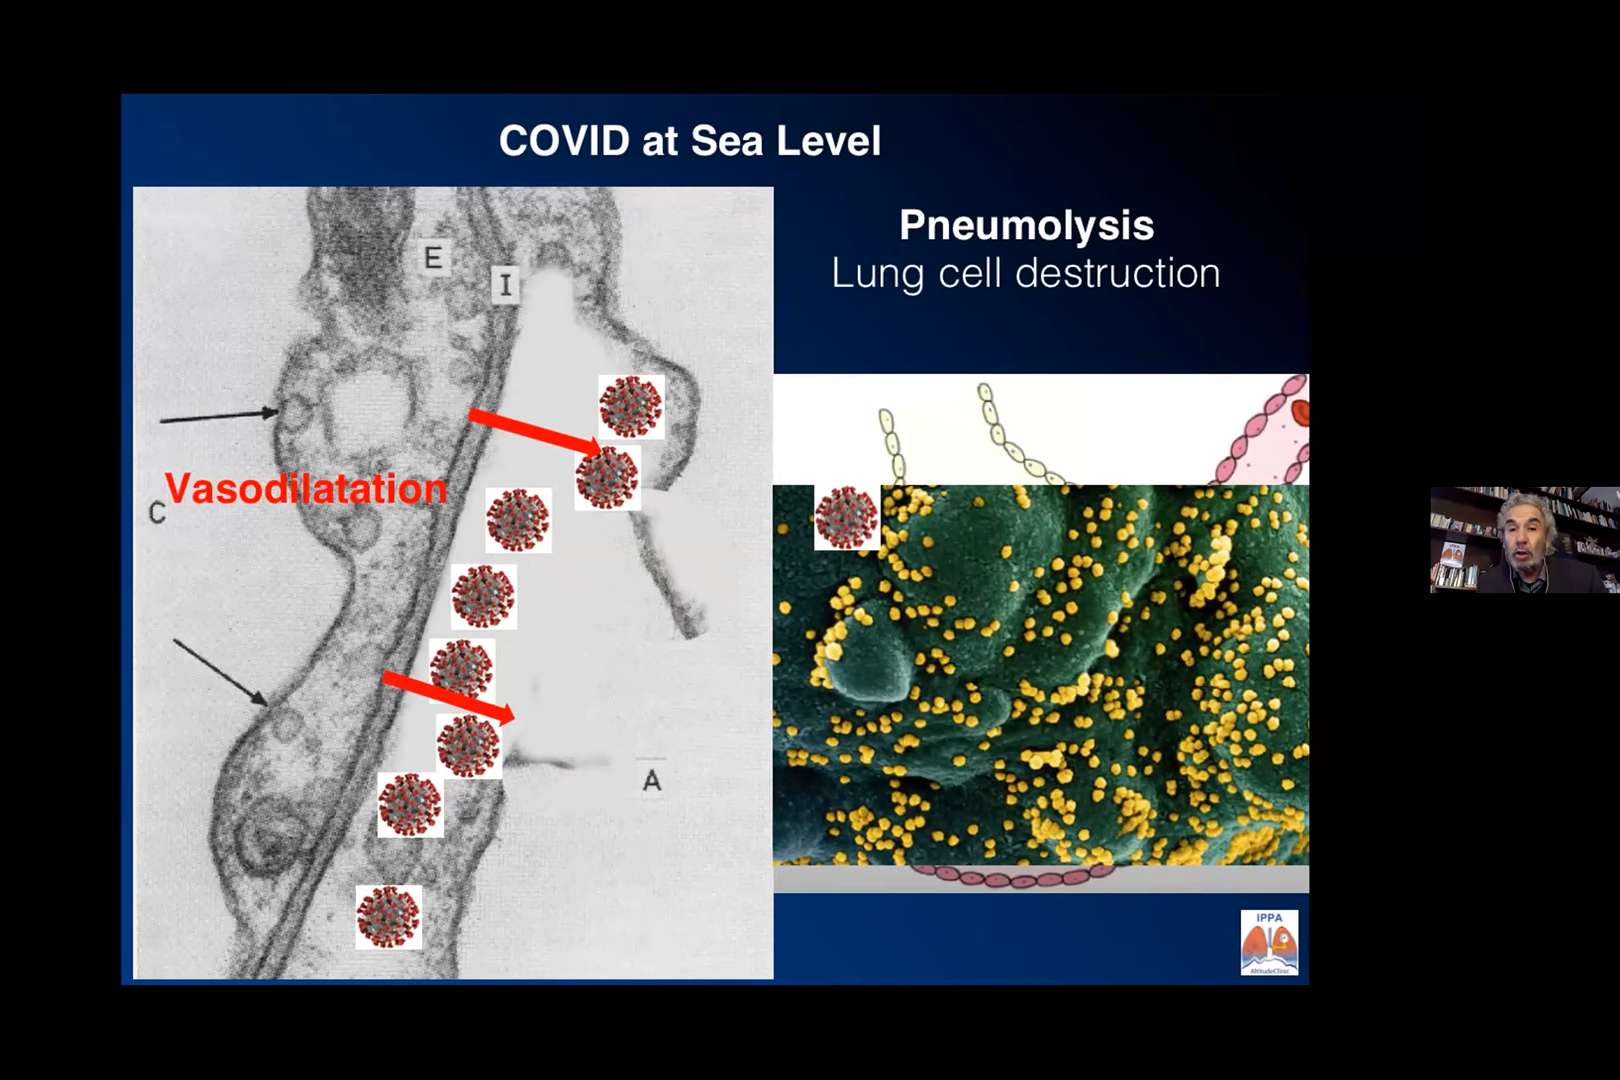 COVID at Sea Level
E
I
Vasodilatation
C
A
Pneumolysis
Lung cell destruction
IPPA
AltitudeClinic